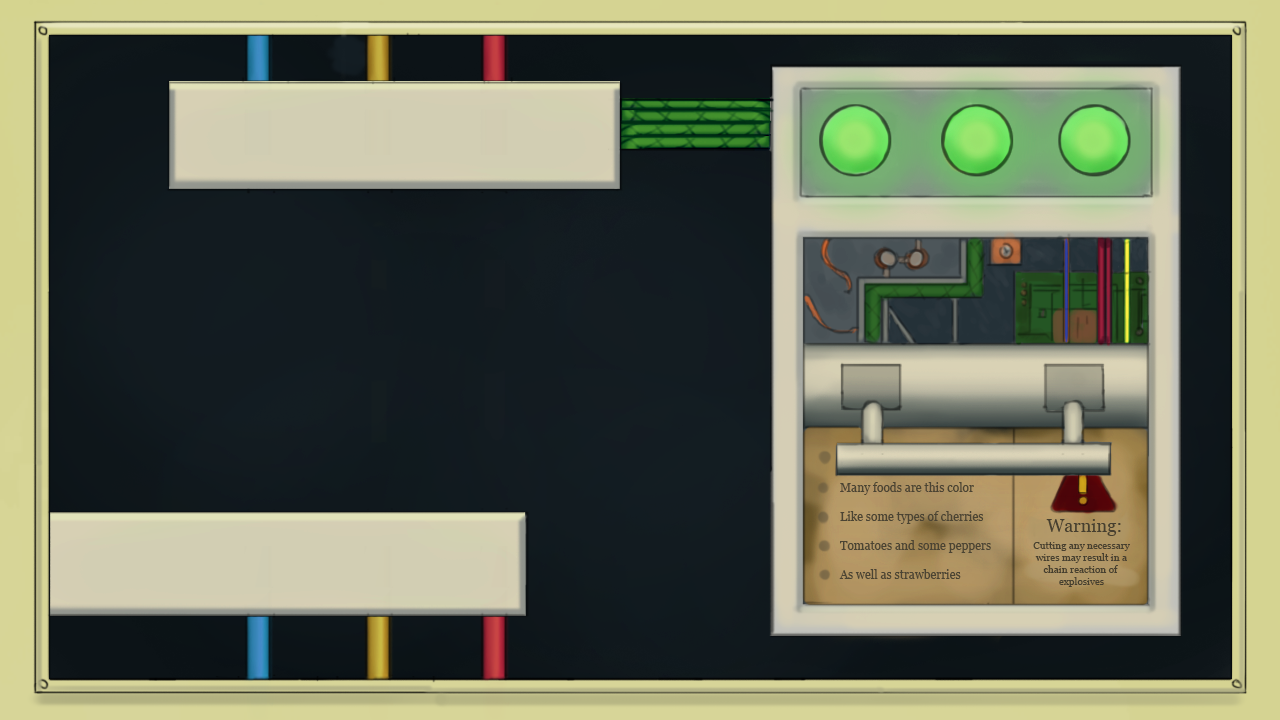 Many foods are this color
Like some types of cherries
Tomatoes and some peppers
As well as strawberries
!
Warning:
Cutting any necessary
wires may result in a
chain reaction of
explosives